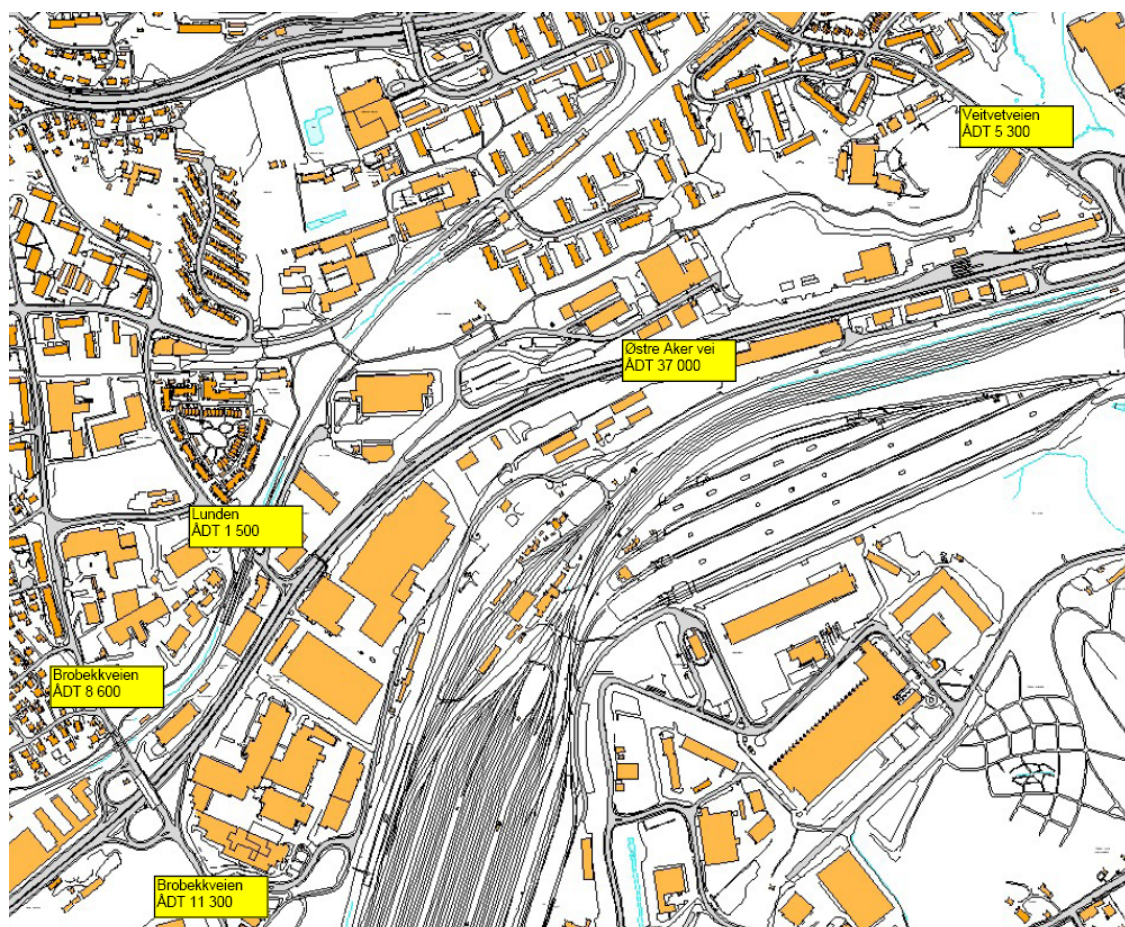 Veitvetveien
ÅDT 5 300
Østre Aker vei
ÅDT 37 000
Lunden
ÅDT 1 500
Brobekkveien
ÅDT 8 600
Brobekkveien
ÅDT 11 300